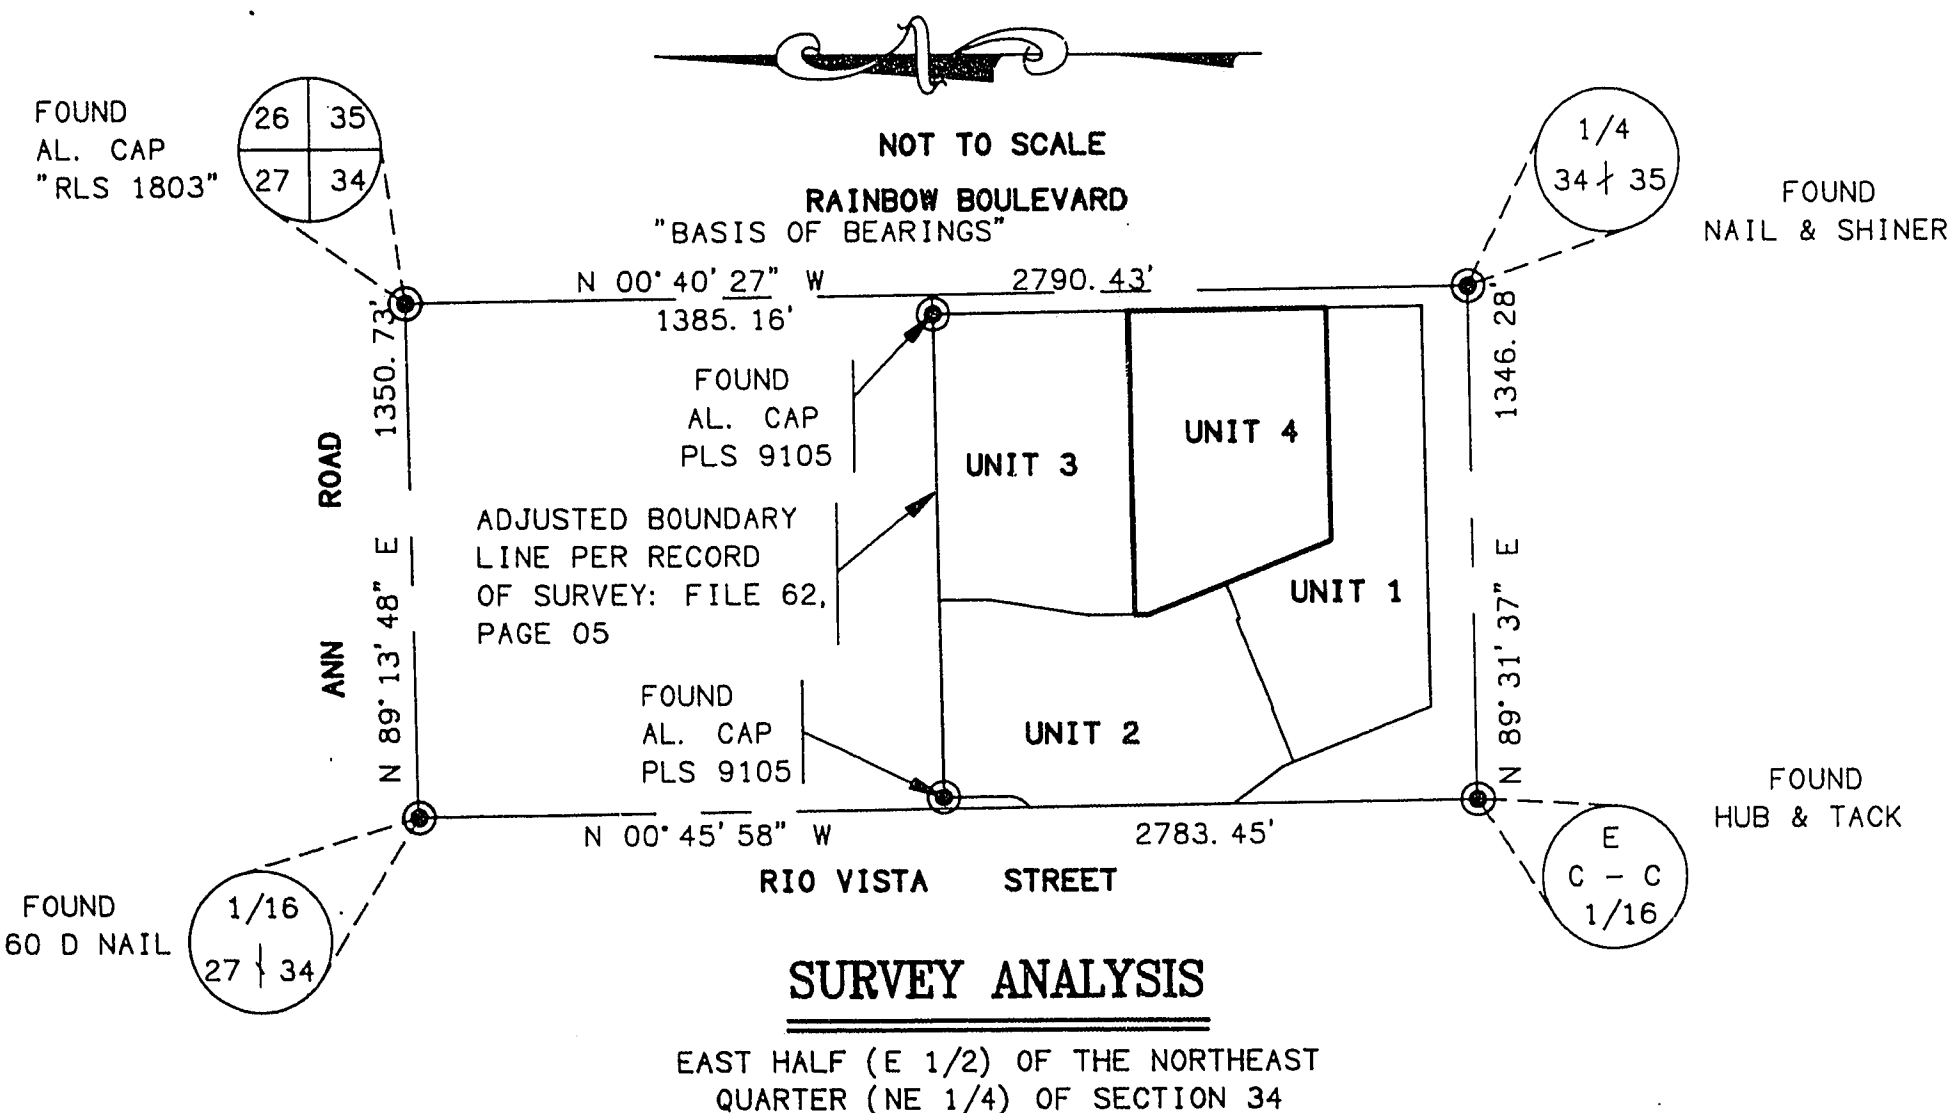 N
NOT TO SCALE
RAINBOW BOULEVARD
"BASIS OF BEARINGS"
FOUND
AL. CAP
"RLS 1803"
26 35
27 34
1/4
34 35
FOUND
NAIL & SHINER
N 00° 40' 27" W 2790.43'
1385.16'
1350.73'
N 89° 13' 48" E
ANN ROAD
1346.28'
N 89° 31' 37" E
FOUND
AL. CAP
PLS 9105
UNIT 3
UNIT 4
UNIT 1
UNIT 2
ADJUSTED BOUNDARY
LINE PER RECORD
OF SURVEY: FILE 62,
PAGE 05
FOUND
AL. CAP
PLS 9105
N 00° 45' 58" W 2783.45'
RIO VISTA STREET
FOUND
HUB & TACK
E
C - C
1/16
FOUND
60 D NAIL
1/16
27 34
SURVEY ANALYSIS
EAST HALF (E 1/2) OF THE NORTHEAST
QUARTER (NE 1/4) OF SECTION 34